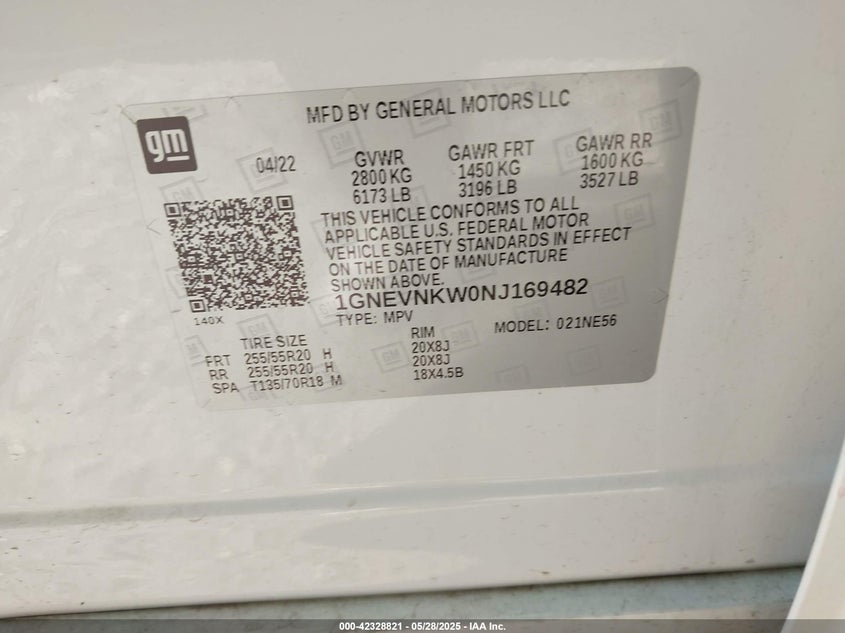 MFD BY GENERAL MOTORS LLC
gm
04/22
GVWR
2800 KG
6173 LB
GAWR FRT
1450 KG
3196 LB
GAWR RR
1600 KG
3527 LB
THIS VEHICLE CONFORMS TO ALL
APPLICABLE U.S. FEDERAL MOTOR
VEHICLE SAFETY STANDARDS IN EFFECT
ON THE DATE OF MANUFACTURE
SHOWN ABOVE.
1GNEVNKW0NJ169482
140X
TYPE: MPV
MODEL: 021NE56
TIRE SIZE RIM
FRT 255/55R20 H 20X8J
RR 255/55R20 H 20X8J
SPA T135/70R18 M 18X4.5B
000-42328821 - 05/28/2025 - IAA Inc.